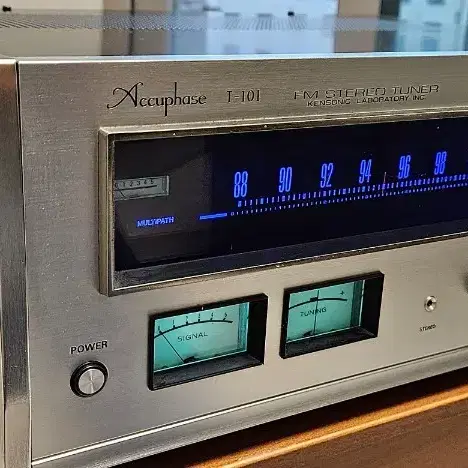 Accuphase T-101 FM STEREO TUNER
KENSONIC LABORATORY INC.
88 90 92 94 96 98
MULTIPATH
SIGNAL
TUNING
POWER
STEREO